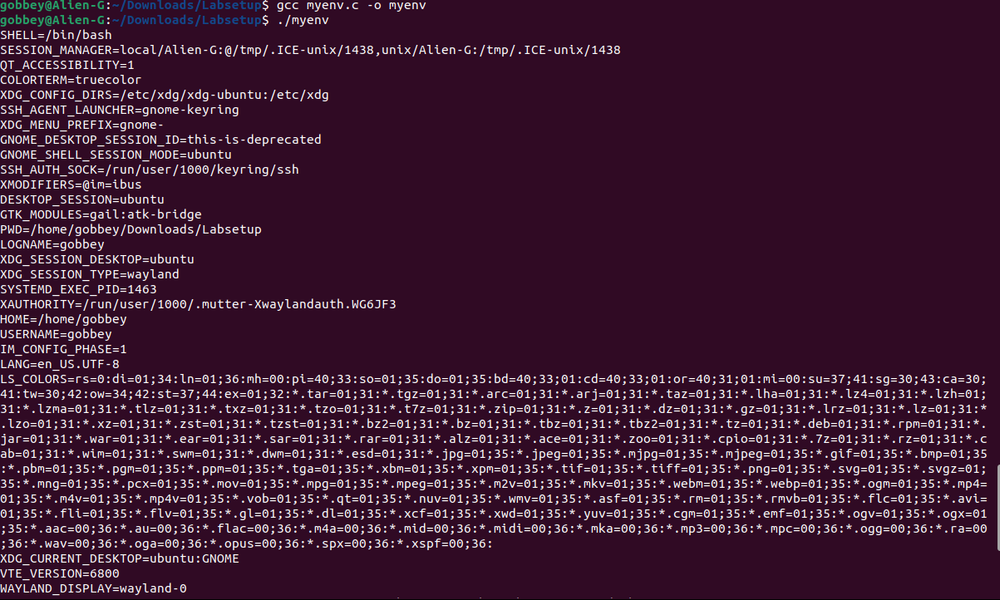 gobbey@Alien-G:~/Downloads/Labsetup$ gcc myenv.c -o myenv
gobbey@Alien-G:~/Downloads/Labsetup$ ./myenv
SHELL=/bin/bash
SESSION_MANAGER=local/Alien-G:@/tmp/.ICE-unix/1438,unix/Alien-G:/tmp/.ICE-unix/1438
QT_ACCESSIBILITY=1
COLORTERM=truecolor
XDG_CONFIG_DIRS=/etc/xdg/xdg-ubuntu:/etc/xdg
SSH_AGENT_LAUNCHER=gnome-keyring
XDG_MENU_PREFIX=gnome-
GNOME_DESKTOP_SESSION_ID=this-is-deprecated
GNOME_SHELL_SESSION_MODE=ubuntu
SSH_AUTH_SOCK=/run/user/1000/keyring/ssh
XMODIFIERS=@im=ibus
DESKTOP_SESSION=ubuntu
GTK_MODULES=gail:atk-bridge
PWD=/home/gobbey/Downloads/Labsetup
LOGNAME=gobbey
XDG_SESSION_DESKTOP=ubuntu
XDG_SESSION_TYPE=wayland
SYSTEMD_EXEC_PID=1463
XAUTHORITY=/run/user/1000/.mutter-Xwaylandauth.WG6JF3
HOME=/home/gobbey
USERNAME=gobbey
IM_CONFIG_PHASE=1
LANG=en_US.UTF-8
LS_COLORS=rs=0:di=01;34:ln=01;36:mh=00:pi=40;33:so=01;35:do=01;35:bd=40;33;01:cd=40;33;01:or=40;31;01:mi=00:su=37;41:sg=30;43:ca=30;
41:tw=30;42:ow=34;42:st=37;44:ex=01;32:*.tar=01;31:*.tgz=01;31:*.arc=01;31:*.arj=01;31:*.taz=01;31:*.lha=01;31:*.lz4=01;31:*.lzh=01;
31:*.lzma=01;31:*.tlz=01;31:*.txz=01;31:*.tzo=01;31:*.t7z=01;31:*.zip=01;31:*.z=01;31:*.dz=01;31:*.gz=01;31:*.lrz=01;31:*.lz=01;31:*
.lzo=01;31:*.xz=01;31:*.zst=01;31:*.tzst=01;31:*.bz2=01;31:*.bz=01;31:*.tbz=01;31:*.tbz2=01;31:*.tz=01;31:*.deb=01;31:*.rpm=01;31:*.
jar=01;31:*.war=01;31:*.ear=01;31:*.sar=01;31:*.rar=01;31:*.alz=01;31:*.ace=01;31:*.zoo=01;31:*.cpio=01;31:*.7z=01;31:*.rz=01;31:*.c
ab=01;31:*.wim=01;31:*.swm=01;31:*.dwm=01;31:*.esd=01;31:*.jpg=01;35:*.jpeg=01;35:*.mjpg=01;35:*.mjpeg=01;35:*.gif=01;35:*.bmp=01;35
:*.pbm=01;35:*.pgm=01;35:*.ppm=01;35:*.tga=01;35:*.xbm=01;35:*.xpm=01;35:*.tif=01;35:*.tiff=01;35:*.png=01;35:*.svg=01;35:*.svgz=01;
35:*.mng=01;35:*.pcx=01;35:*.mov=01;35:*.mpg=01;35:*.mpeg=01;35:*.m2v=01;35:*.mkv=01;35:*.webm=01;35:*.webp=01;35:*.ogm=01;35:*.mp4=
01;35:*.m4v=01;35:*.mp4v=01;35:*.vob=01;35:*.qt=01;35:*.nuv=01;35:*.wmv=01;35:*.asf=01;35:*.rm=01;35:*.rmvb=01;35:*.flc=01;35:*.avi=
01;35:*.fli=01;35:*.flv=01;35:*.gl=01;35:*.dl=01;35:*.xcf=01;35:*.xwd=01;35:*.yuv=01;35:*.cgm=01;35:*.emf=01;35:*.ogv=01;35:*.ogx=01
;35:*.aac=00;36:*.au=00;36:*.flac=00;36:*.m4a=00;36:*.mid=00;36:*.midi=00;36:*.mka=00;36:*.mp3=00;36:*.mpc=00;36:*.ogg=00;36:*.ra=00
;36:*.wav=00;36:*.oga=00;36:*.opus=00;36:*.spx=00;36:*.xspf=00;36:
XDG_CURRENT_DESKTOP=ubuntu:GNOME
VTE_VERSION=6800
WAYLAND_DISPLAY=wayland-0